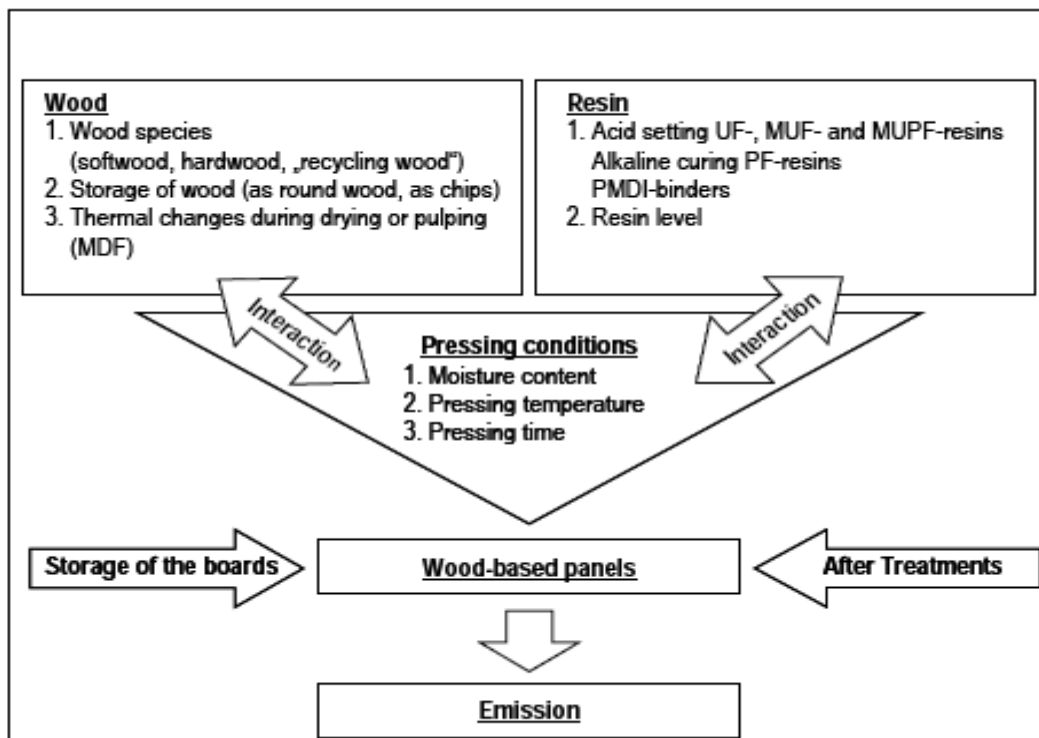 Wood
1. Wood species
(softwood, hardwood, „recycling wood“)
2. Storage of wood (as round wood, as chips)
3. Thermal changes during drying or pulping
(MDF)
Resin
1. Acid setting UF-, MUF- and MUPF-resins
Alkaline curing PF-resins
PMDI-binders
2. Resin level
Interaction
Interaction
Pressing conditions
1. Moisture content
2. Pressing temperature
3. Pressing time
Storage of the boards
Wood-based panels
After Treatments
Emission